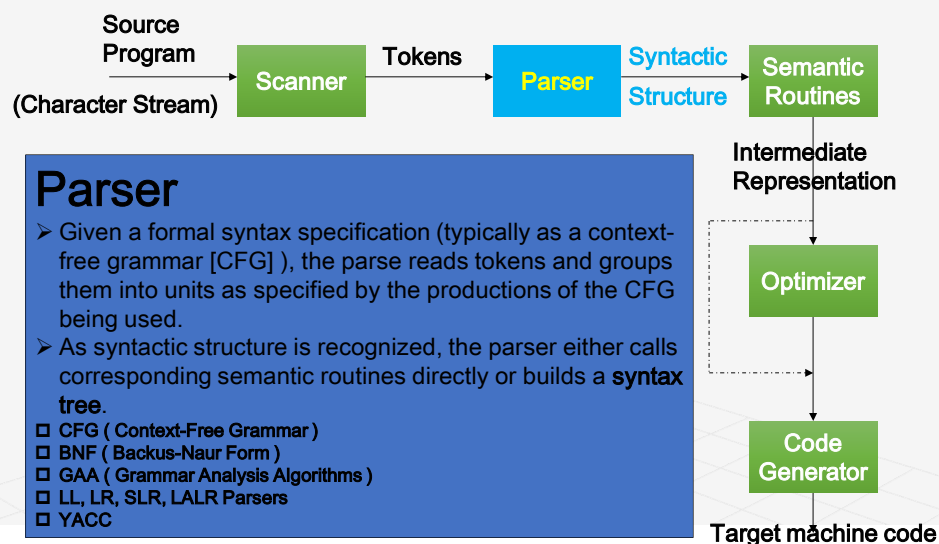 Source
Program
(Character Stream)
Scanner
Tokens
Parser
Syntactic
Structure
Semantic
Routines
Intermediate
Representation
Optimizer
Code
Generator
Target machine code
Parser
➢ Given a formal syntax specification (typically as a context-
free grammar [CFG] ), the parse reads tokens and groups
them into units as specified by the productions of the CFG
being used.
➢ As syntactic structure is recognized, the parser either calls
corresponding semantic routines directly or builds a syntax
tree.
❑ CFG ( Context-Free Grammar )
❑ BNF ( Backus-Naur Form )
❑ GAA ( Grammar Analysis Algorithms )
❑ LL, LR, SLR, LALR Parsers
❑ YACC